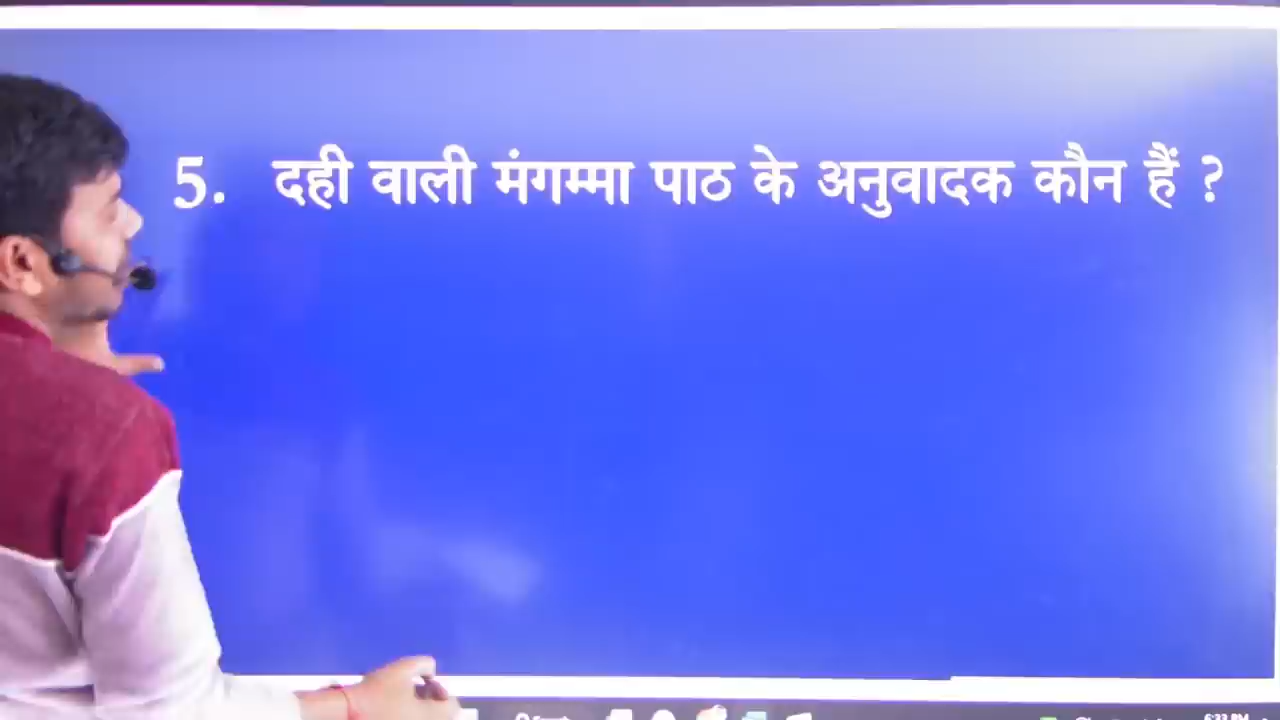 5. दही वाली मंगम्मा पाठ के अनुवादक कौन हैं ?